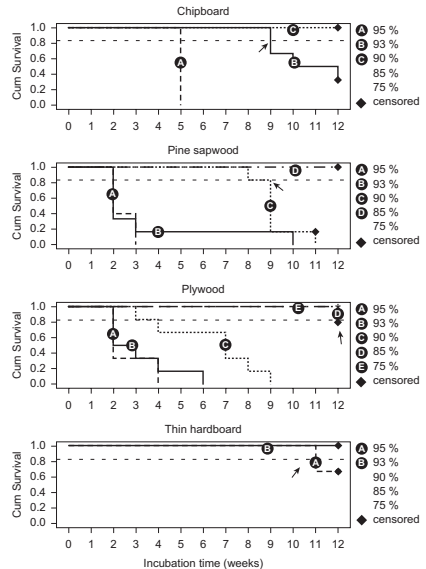 Chipboard
Cum Survival
1.0
0.8
0.6
0.4
0.2
0.0
A
B
C
0 1 2 3 4 5 6 7 8 9 10 11 12
A 95 %
B 93 %
C 90 %
85 %
75 %
censored
Pine sapwood
Cum Survival
1.0
0.8
0.6
0.4
0.2
0.0
A
B
C
D
0 1 2 3 4 5 6 7 8 9 10 11 12
A 95 %
B 93 %
C 90 %
D 85 %
75 %
censored
Plywood
Cum Survival
1.0
0.8
0.6
0.4
0.2
0.0
A
B
C
E
D
0 1 2 3 4 5 6 7 8 9 10 11 12
A 95 %
B 93 %
C 90 %
D 85 %
E 75 %
censored
Thin hardboard
Cum Survival
1.0
0.8
0.6
0.4
0.2
0.0
B
A
0 1 2 3 4 5 6 7 8 9 10 11 12
A 95 %
B 93 %
90 %
85 %
75 %
censored
Incubation time (weeks)